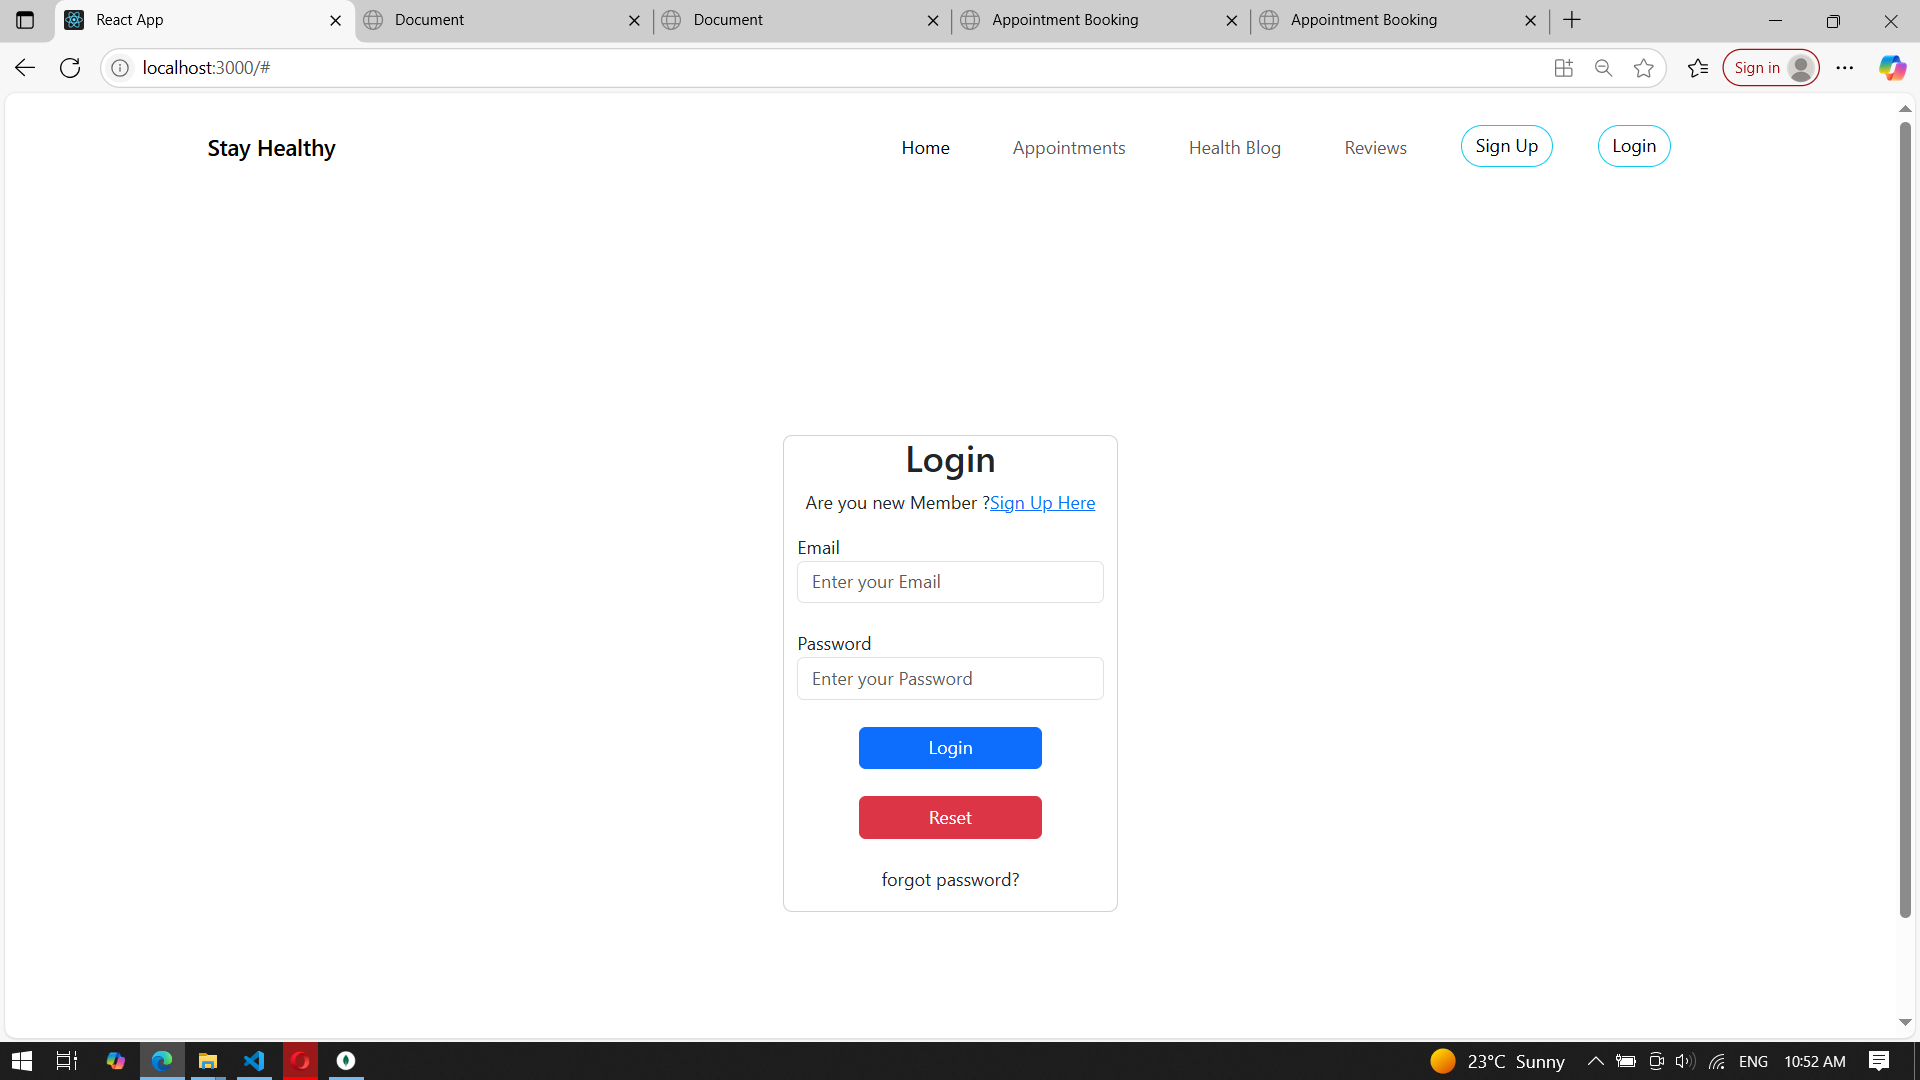 React App
Document
Document
Appointment Booking
Appointment Booking
localhost:3000/#
Sign in
Stay Healthy
Home
Appointments
Health Blog
Reviews
Sign Up
Login
Login
Are you new Member ?Sign Up Here
Email
Enter your Email
Password
Enter your Password
Login
Reset
forgot password?
23°C Sunny
ENG
10:52 AM